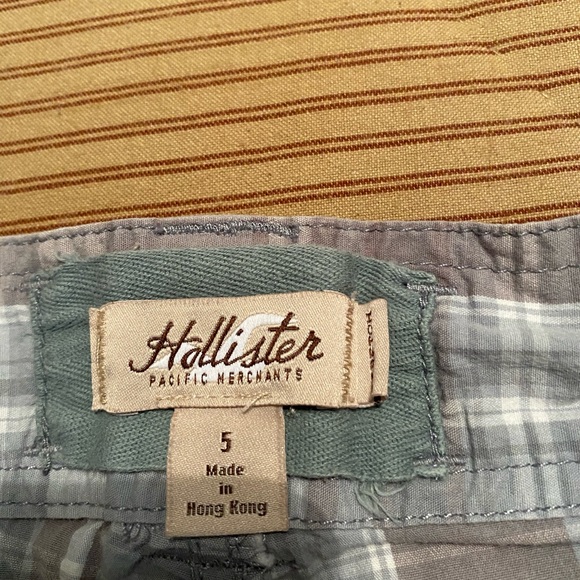 Hollister
PACIFIC MERCHANTS
5
Made
in
Hong Kong